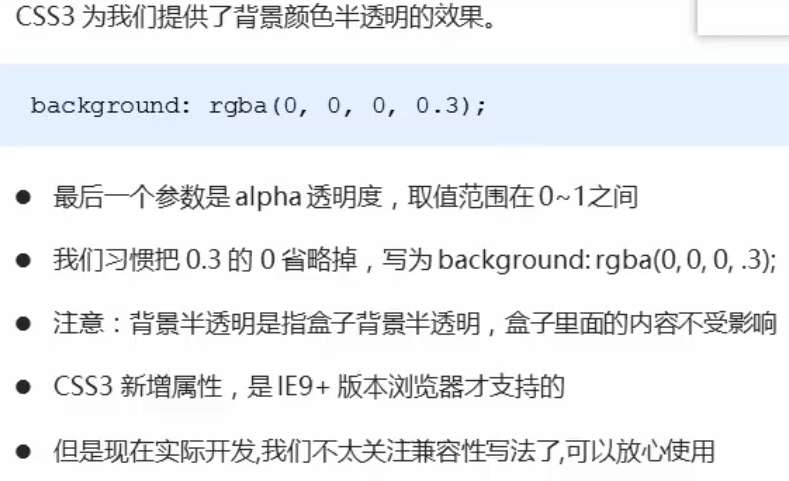 CSS3 为我们提供了背景颜色半透明的效果。
background: rgba(0, 0, 0, 0.3);
● 最后一个参数是 alpha 透明度，取值范围在 0~1之间
● 我们习惯把 0.3 的 0 省略掉，写为 background: rgba(0, 0, 0, .3);
● 注意：背景半透明是指盒子背景半透明，盒子里面的内容不受影响
● CSS3 新增属性，是 IE9+ 版本浏览器才支持的
● 但是现在实际开发,我们不太关注兼容性写法了,可以放心使用